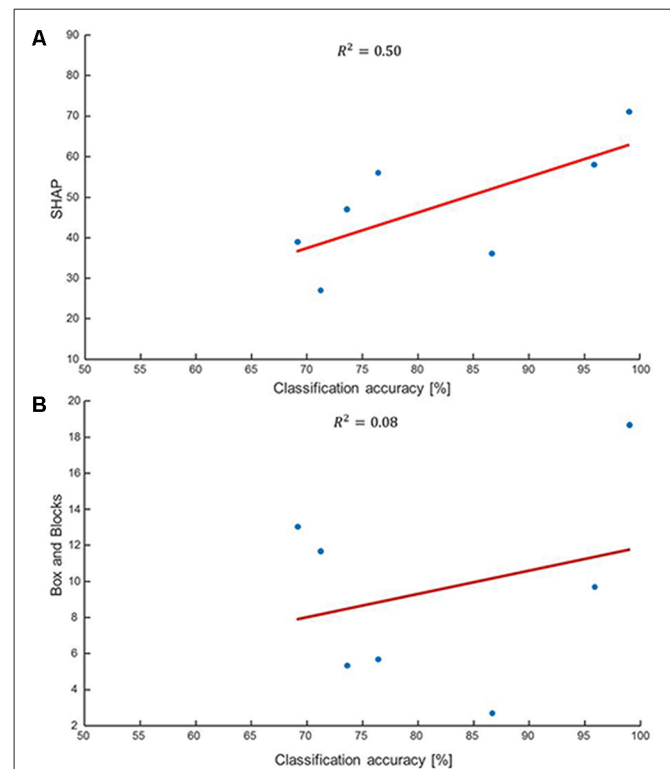 A
R² = 0.50
90
80
70
60
50
40
30
20
10
SHAP
50 55 60 65 70 75 80 85 90 95 100
Classification accuracy [%]
B
R² = 0.08
20
18
16
14
12
10
8
6
4
2
Box and Blocks
50 55 60 65 70 75 80 85 90 95 100
Classification accuracy [%]